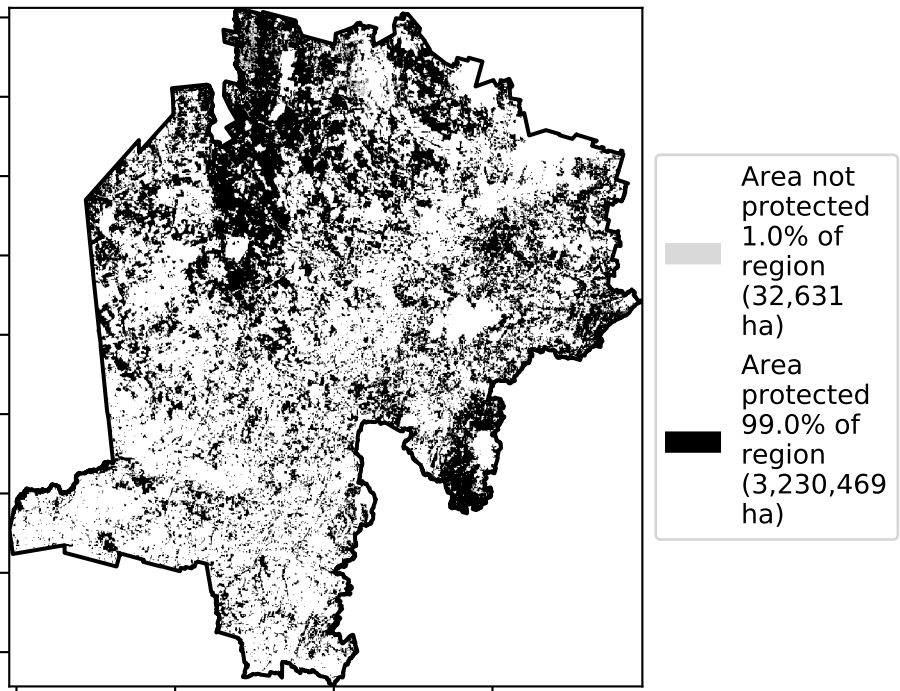 Area not
protected
1.0% of
region
(32,631
ha)
Area
protected
99.0% of
region
(3,230,469
ha)